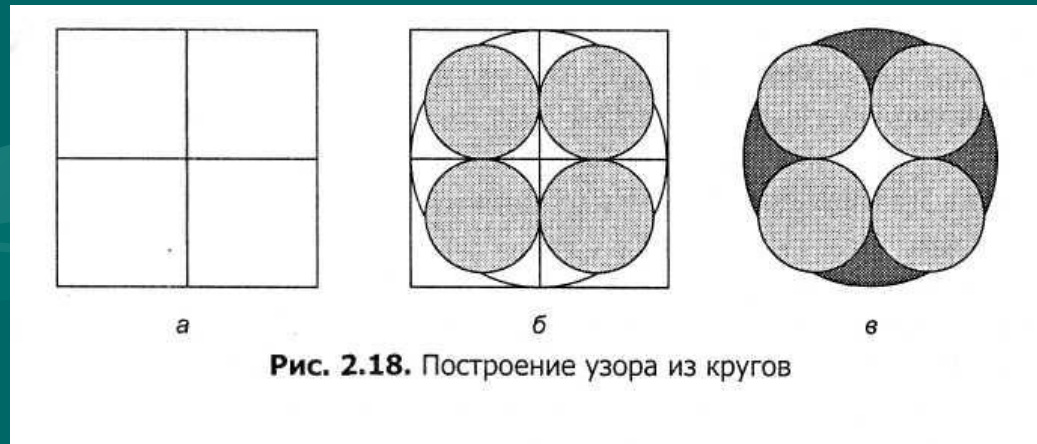 а б в
Рис. 2.18. Построение узора из кругов